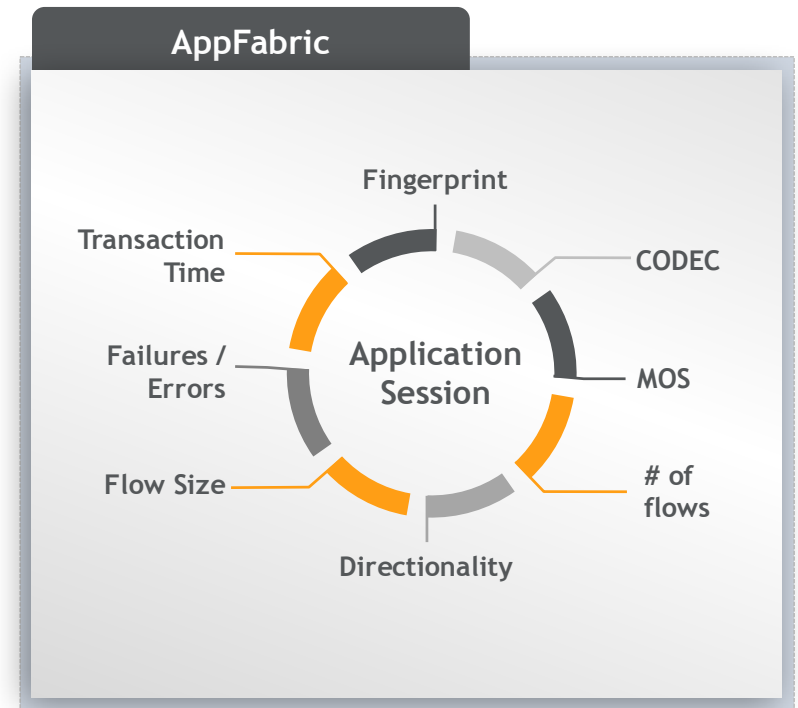 AppFabric
Fingerprint
Transaction
Time
CODEC
Failures /
Errors
Application
Session
MOS
Flow Size
# of
flows
Directionality